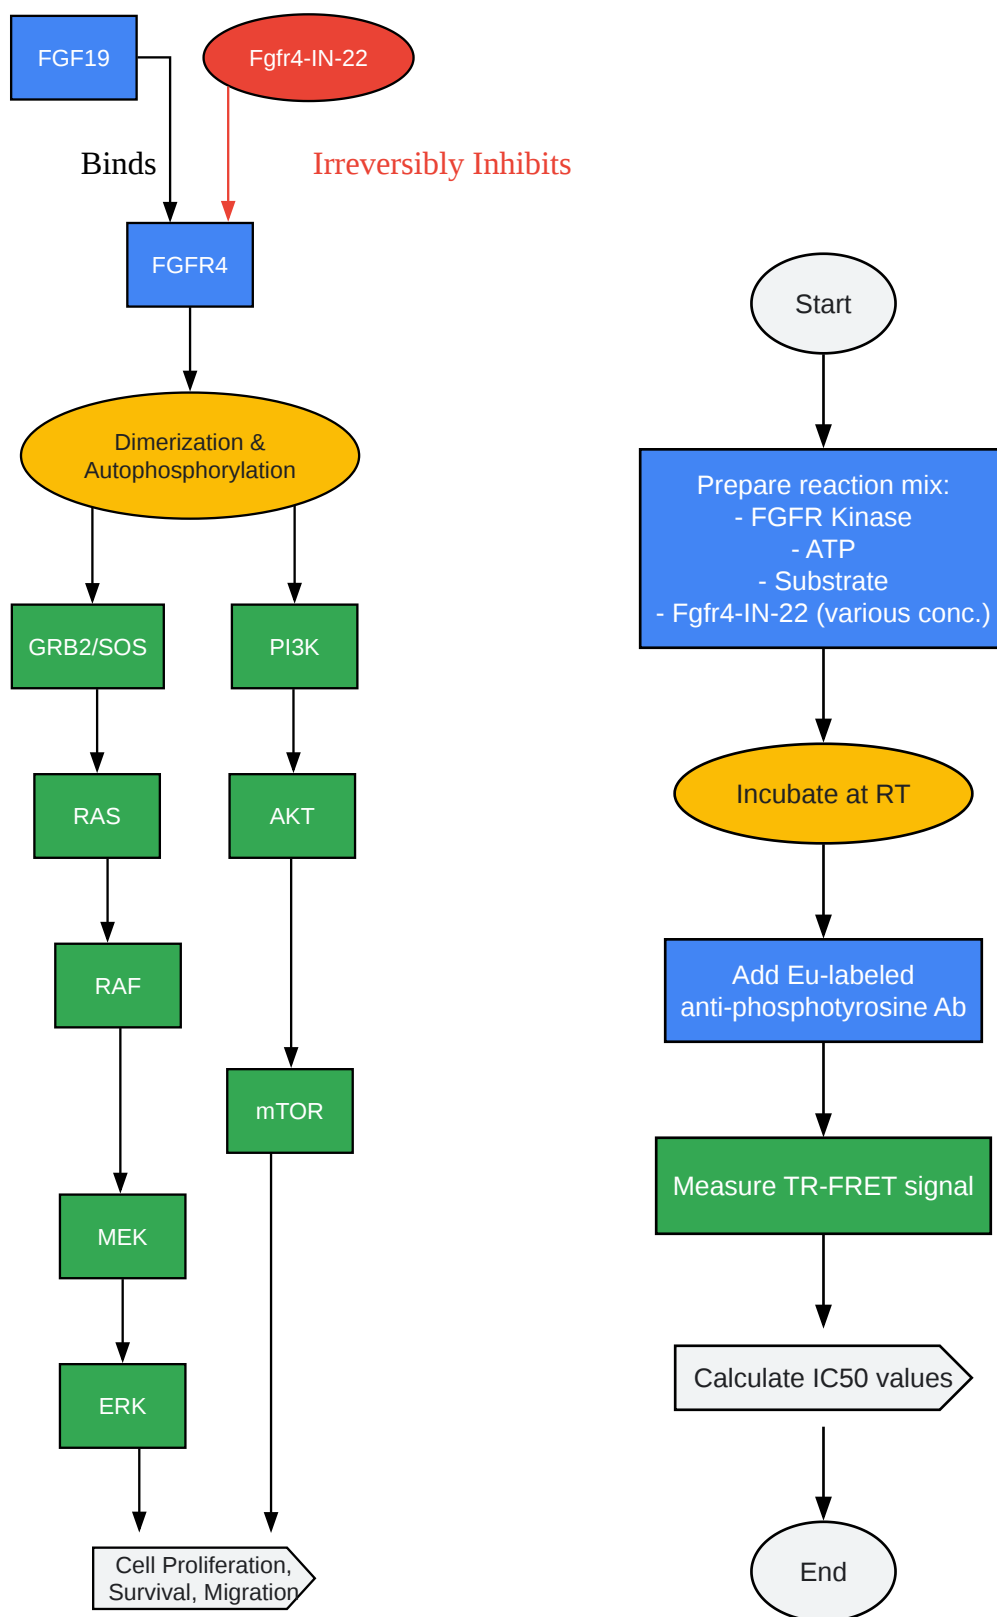 FGF19
Fgfr4-IN-22
Binds
Irreversibly Inhibits
FGFR4
Dimerization &
Autophosphorylation
GRB2/SOS
PI3K
RAS
AKT
RAF
mTOR
MEK
ERK
Cell Proliferation,
Survival, Migration
Start
Prepare reaction mix:
- FGFR Kinase
- ATP
- Substrate
- Fgfr4-IN-22 (various conc.)
Incubate at RT
Add Eu-labeled
anti-phosphotyrosine Ab
Measure TR-FRET signal
Calculate IC50 values
End